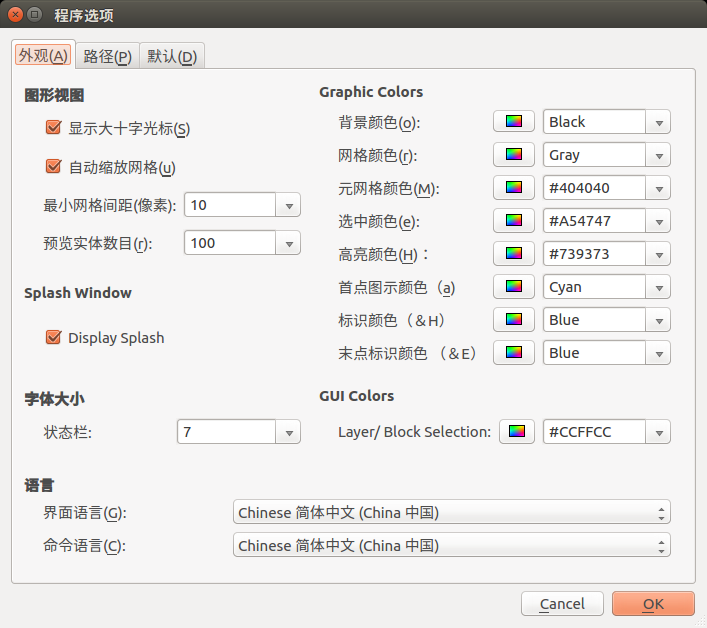 程序选项
外观(A) 路径(P) 默认(D)
图形视图
显示大十字光标(S)
自动缩放网格(u)
最小网格间距(像素): 10
预览实体数目(r): 100
Splash Window
Display Splash
字体大小
状态栏: 7
Graphic Colors
背景颜色(o): Black
网格颜色(r): Gray
元网格颜色(M): #404040
选中颜色(e): #A54747
高亮颜色(H)： #739373
首点图示颜色（a) Cyan
标识颜色（＆H） Blue
末点标识颜色 （＆E） Blue
GUI Colors
Layer/ Block Selection: #CCFFCC
语言
界面语言(G): Chinese 简体中文 (China 中国)
命令语言(C): Chinese 简体中文 (China 中国)
Cancel OK